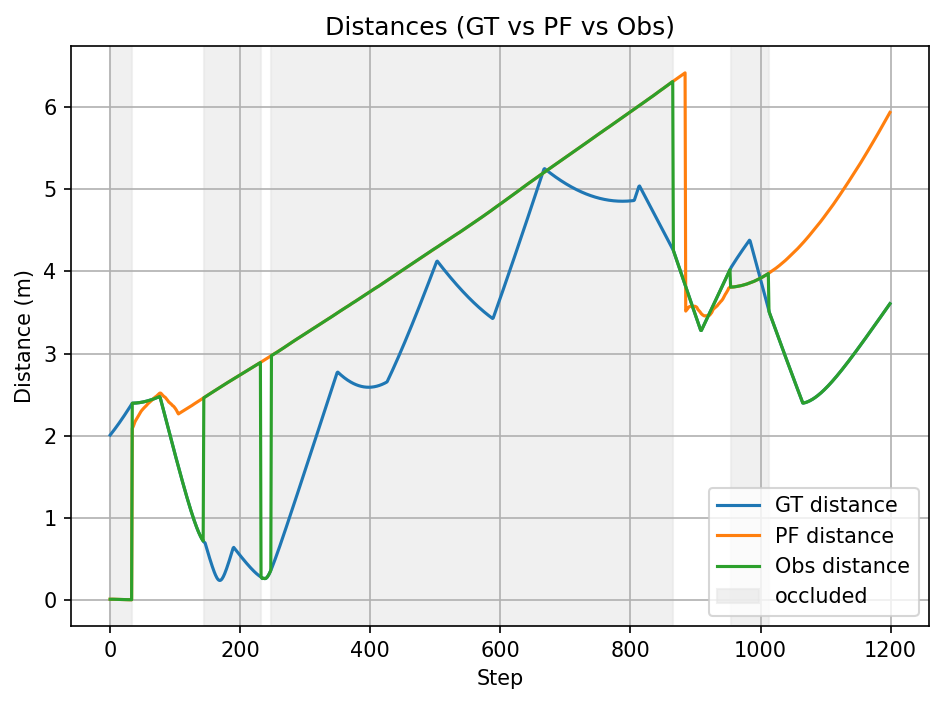 Distances (GT vs PF vs Obs)
Distance (m)
6
5
4
3
2
1
0
GT distance
PF distance
Obs distance
occluded
0 200 400 600 800 1000 1200
Step